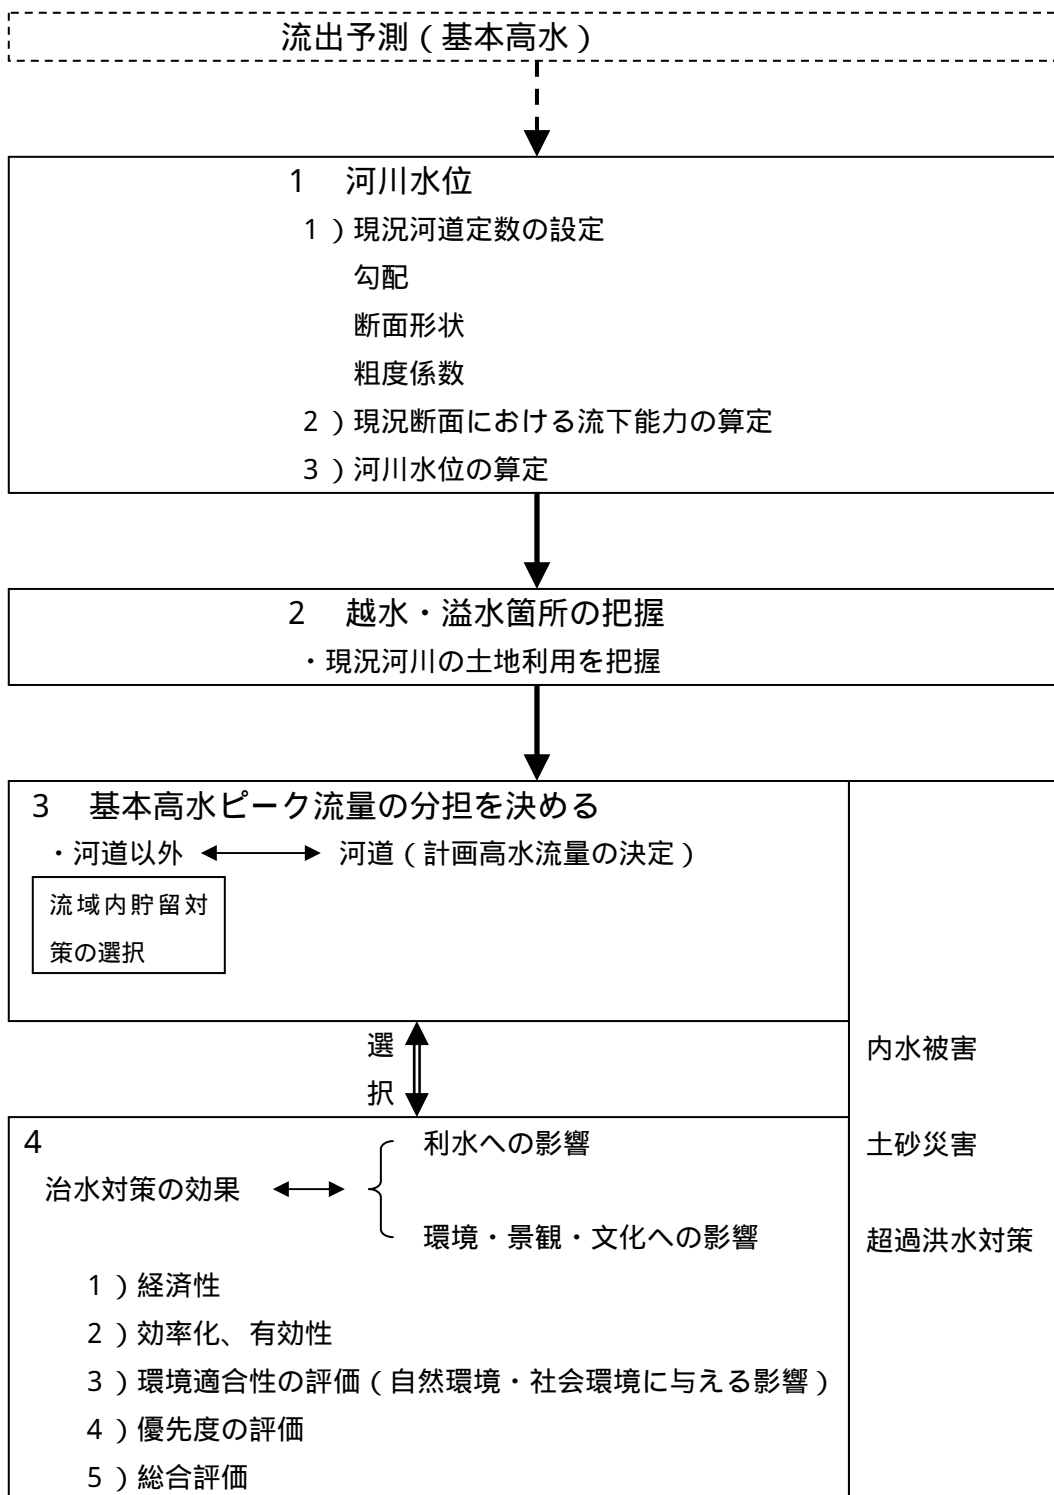 流出予測(基本高水)
1 河川水位
1)現況河道定数の設定
勾配
断面形状
粗度係数
2)現況断面における流下能力の算定
3)河川水位の算定
2 越水・溢水箇所の把握
・現況河川の土地利用を把握
3 基本高水ピーク流量の分担を決める
・河道以外 河道(計画高水流量の決定)
流域内貯留対
策の選択
選
択
内水被害
4
利水への影響
土砂災害
治水対策の効果
環境・景観・文化への影響
超過洪水対策
1)経済性
2)効率化、有効性
3)環境適合性の評価(自然環境・社会環境に与える影響)
4)優先度の評価
5)総合評価